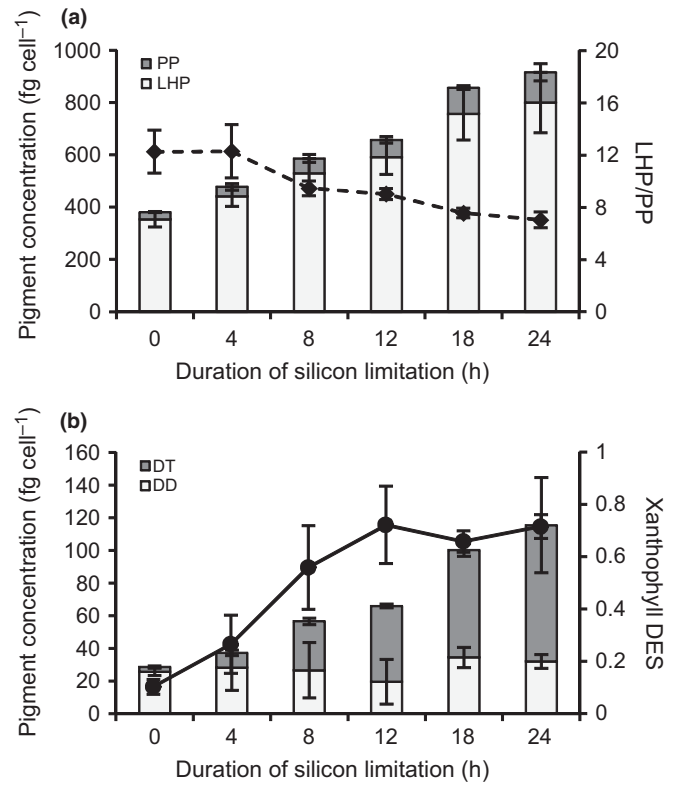 (a)
1000
800
600
400
200
0
PP
LHP
20
16
12
8
4
0
Pigment concentration (fg cell⁻¹)
LHP/PP
0 4 8 12 18 24
Duration of silicon limitation (h)
(b)
160
140
120
100
80
60
40
20
0
DT
DD
1
0.8
0.6
0.4
0.2
0
Pigment concentration (fg cell⁻¹)
Xanthophyll DES
0 4 8 12 18 24
Duration of silicon limitation (h)